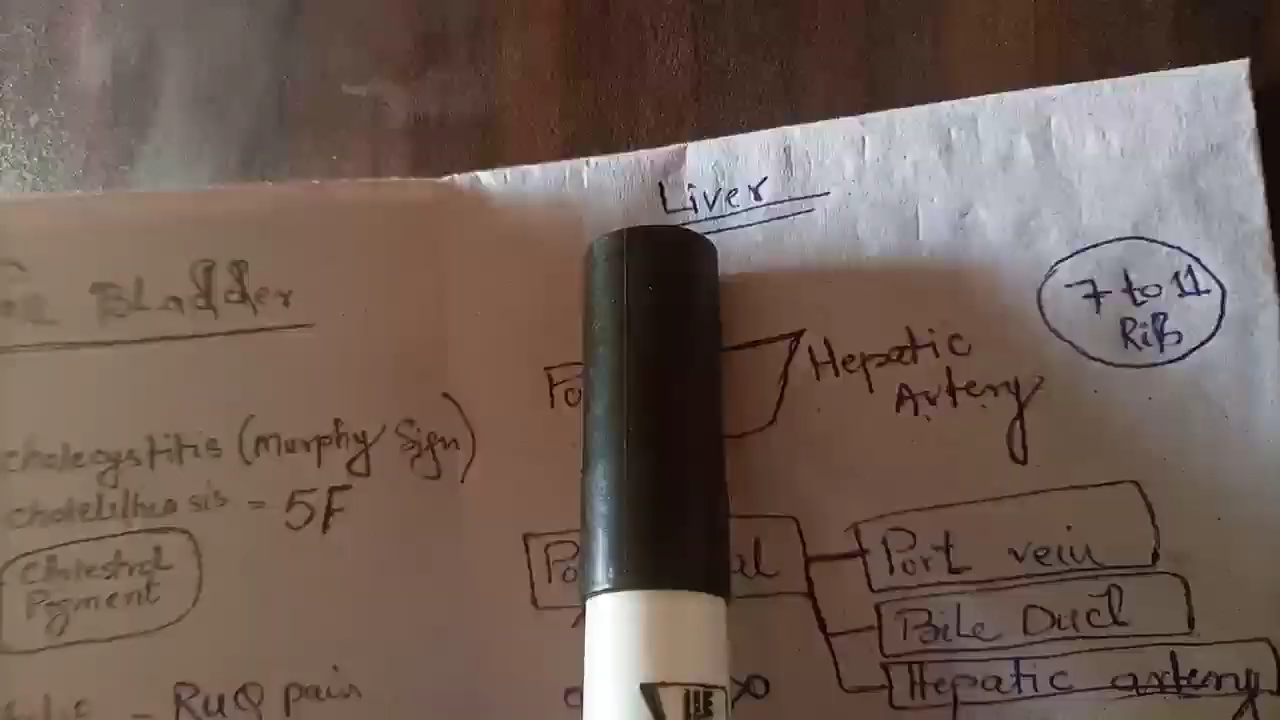 Bladder
Cholecystitis (Murphy Sign)
Cholelithiasis = 5F
Cholestrol
Pygment
- RUQ pain
Liver
7 to 11
Rib
Hepatic
Artery
Port vein
Bile Duct
Hepatic artery